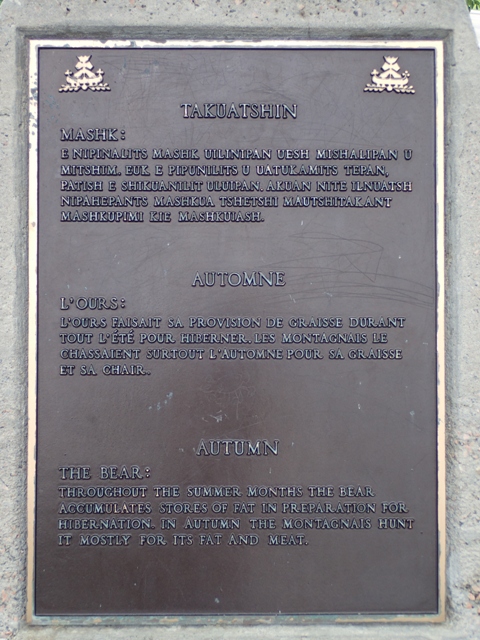 TAKUATSHIN
MASHK:
E NIPINALITS MASHK UILINIPAN UESH MISHALIPAN U
MITSHIM. EUK E PIPUNILITS U UATUKAMITS TEPAN,
PATISH E SHIKUANILIT ULUIPAN. AKUAN NITE ILNUATSH
NIPAHEPANTS MASHKUA TSHETSHI MAUTSHITAKANT
MASHKUPIMI KIE MASHKUIASH.
AUTOMNE
L'OURS:
L'OURS FAISAIT SA PROVISION DE GRAISSE DURANT
TOUT L'ÉTÉ POUR HIBERNER. LES MONTAGNAIS LE
CHASSAIENT SURTOUT L'AUTOMNE POUR SA GRAISSE
ET SA CHAIR.
AUTUMN
THE BEAR:
THROUGHOUT THE SUMMER MONTHS THE BEAR
ACCUMULATES STORES OF FAT IN PREPARATION FOR
HIBERNATION. IN AUTUMN THE MONTAGNAIS HUNT
IT MOSTLY FOR ITS FAT AND MEAT.